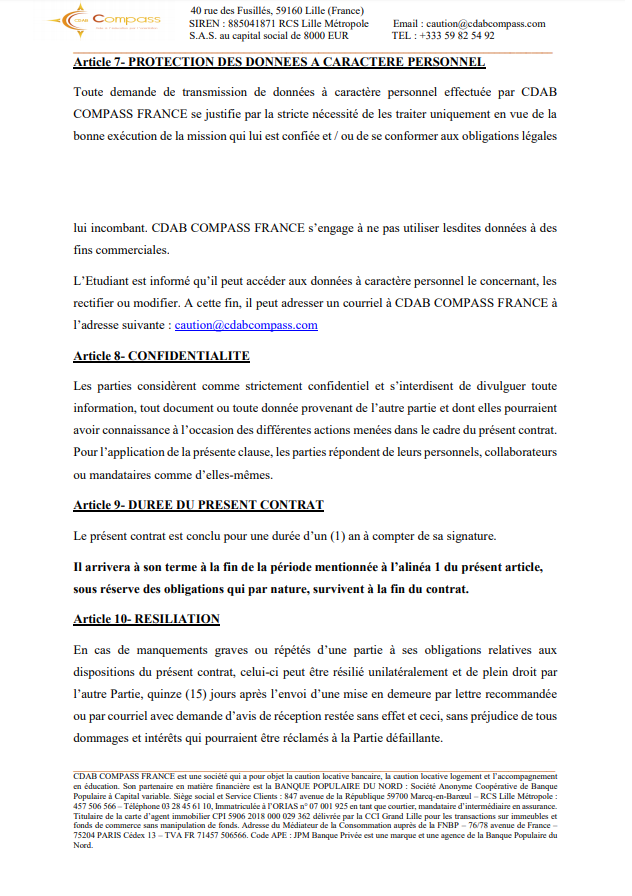 CDAB Compass
40 rue des Fusillés, 59160 Lille (France)
SIREN : 885041871 RCS Lille Métropole Email : caution@cdabcompass.com
S.A.S. au capital social de 8000 EUR TEL : +333 59 82 54 92
Article 7- PROTECTION DES DONNEES A CARACTERE PERSONNEL
Toute demande de transmission de données à caractère personnel effectuée par CDAB
COMPASS FRANCE se justifie par la stricte nécessité de les traiter uniquement en vue de la
bonne exécution de la mission qui lui est confiée et / ou de se conformer aux obligations légales
lui incombant. CDAB COMPASS FRANCE s’engage à ne pas utiliser lesdites données à des
fins commerciales.
L’Etudiant est informé qu’il peut accéder aux données à caractère personnel le concernant, les
rectifier ou modifier. A cette fin, il peut adresser un courriel à CDAB COMPASS FRANCE à
l’adresse suivante : caution@cdabcompass.com
Article 8- CONFIDENTIALITE
Les parties considèrent comme strictement confidentiel et s’interdisent de divulguer toute
information, tout document ou toute donnée provenant de l’autre partie et dont elles pourraient
avoir connaissance à l’occasion des différentes actions menées dans le cadre du présent contrat.
Pour l’application de la présente clause, les parties répondent de leurs personnels, collaborateurs
ou mandataires comme d’elles-mêmes.
Article 9- DUREE DU PRESENT CONTRAT
Le présent contrat est conclu pour une durée d’un (1) an à compter de sa signature.
Il arrivera à son terme à la fin de la période mentionnée à l’alinéa 1 du présent article,
sous réserve des obligations qui par nature, survivent à la fin du contrat.
Article 10- RESILIATION
En cas de manquements graves ou répétés d’une partie à ses obligations relatives aux
dispositions du présent contrat, celui-ci peut être résilié unilatéralement et de plein droit par
l’autre Partie, quinze (15) jours après l’envoi d’une mise en demeure par lettre recommandée
ou par courriel avec demande d’avis de réception restée sans effet et ceci, sans préjudice de tous
dommages et intérêts qui pourraient être réclamés à la Partie défaillante.
CDAB COMPASS FRANCE est une société qui a pour objet la caution locative bancaire, la caution locative logement et l’accompagnement
en éducation. Son partenaire en matière financière est la BANQUE POPULAIRE DU NORD : Société Anonyme Coopérative de Banque
Populaire à Capital variable. Siège social et Service Clients : 847 avenue de la République 59700 Marcq-en-Barœul – RCS Lille Métropole :
457 506 566 – Téléphone 03 28 45 61 10, Immatriculée à l’ORIAS n° 07 001 925 en tant que courtier, mandataire d’intermédiaire en assurance.
Titulaire de la carte d’agent immobilier CPI 5906 2018 000 029 362 délivrée par la CCI Grand Lille pour les transactions sur immeubles et
fonds de commerce sans manipulation de fonds. Adresse du Médiateur de la Consommation auprès de la FNBP – 76/78 avenue de France –
75204 PARIS Cédex 13 – TVA FR 71457 506566. Code APE : JPM Banque Privée est une marque et une agence de la Banque Populaire du
Nord.